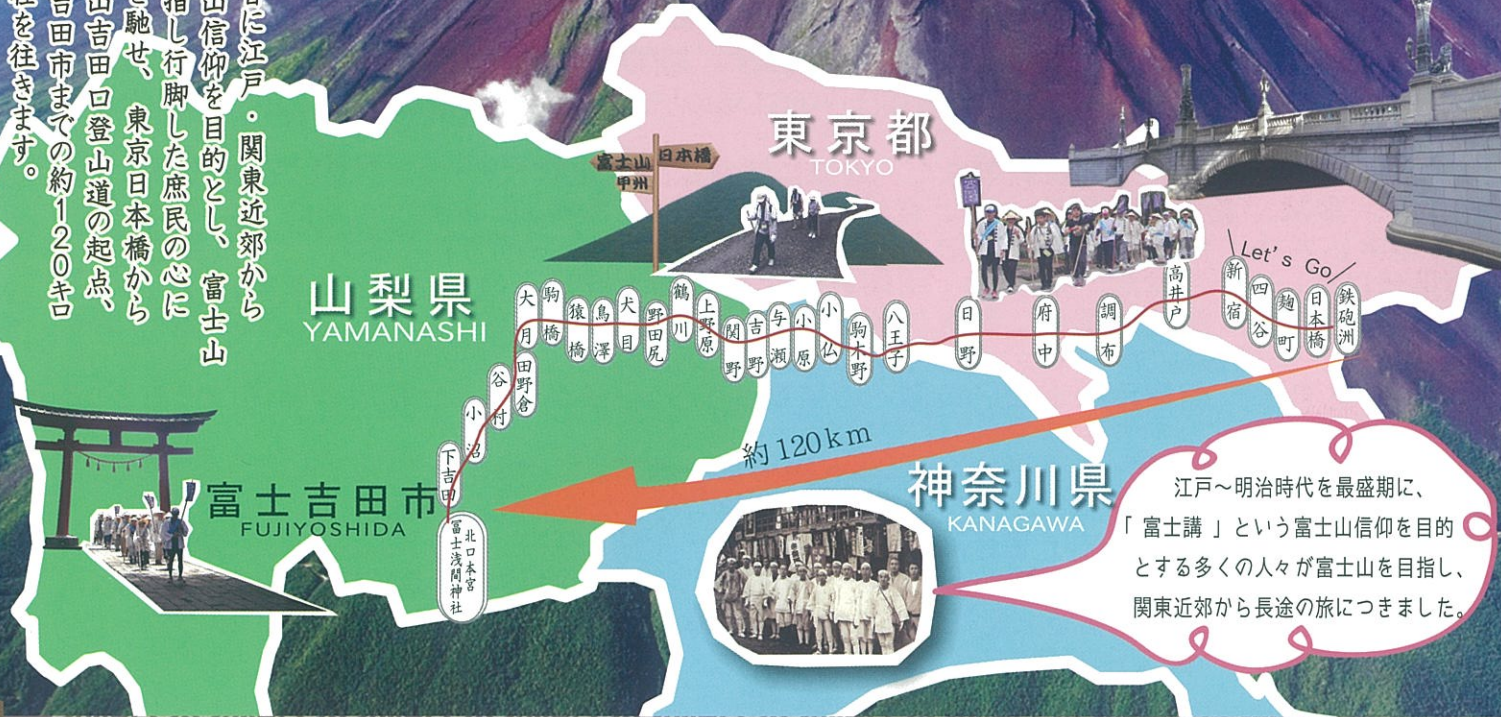 に江戸・関東近郊から
山信仰を目的とし、富士山
指し行脚した庶民の心に
馳せ、東京日本橋から
山吉田口登山道の起点、
吉田市までの約120キロ
を往きます。
東京都
TOKYO
富士山
日本橋
甲州
山梨県
YAMANASHI
\Let's Go/
鉄砲洲
日本橋
麹町
四谷
新宿
高井戸
調布
府中
日野
八王子
駒木野
小仏
小原
与瀬
吉野
関野
上野原
鶴川
野田尻
犬目
鳥澤
猿橋
駒橋
大月
田野倉
谷村
小沼
下吉田
北口本宮
冨士浅間神社
富士吉田市
FUJIYOSHIDA
約120km
神奈川県
KANAGAWA
江戸～明治時代を最盛期に、
「富士講」という富士山信仰を目的
とする多くの人々が富士山を目指し、
関東近郊から長途の旅につきました。